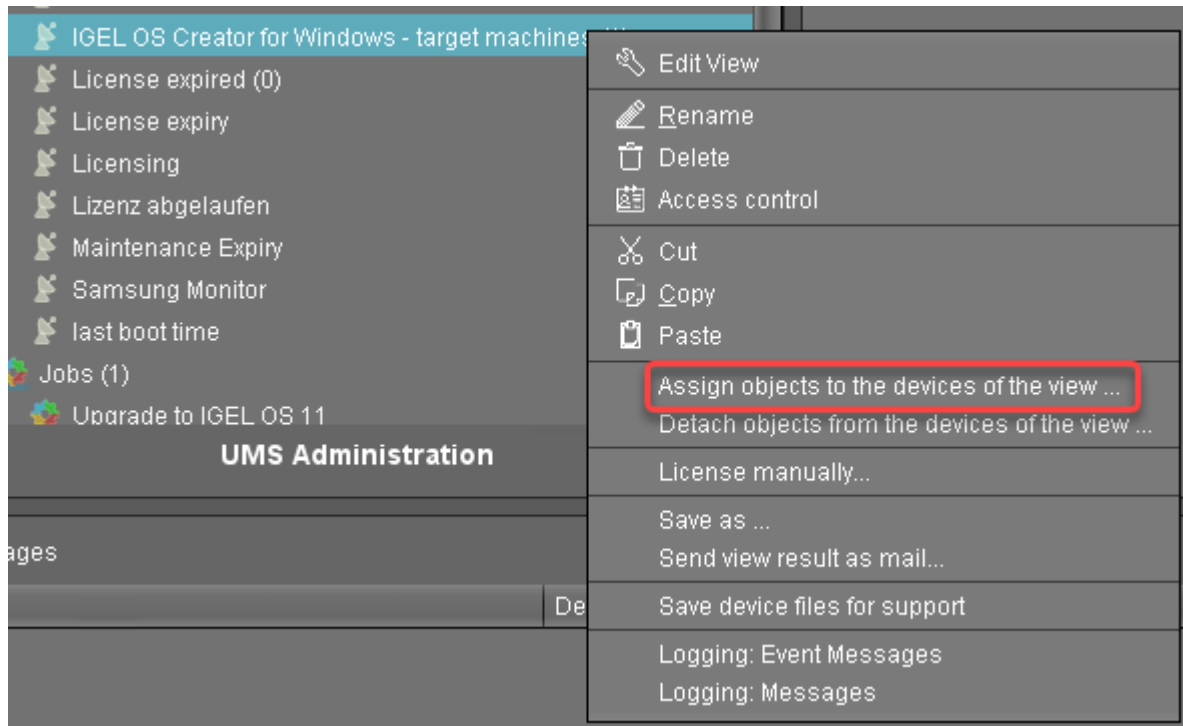 IGEL OS Creator for Windows - target machines
License expired (0)
License expiry
Licensing
Lizenz abgelaufen
Maintenance Expiry
Samsung Monitor
last boot time
Jobs (1)
Upgrade to IGEL OS 11
UMS Administration
ages
De
Edit View
Rename
Delete
Access control
Cut
Copy
Paste
Assign objects to the devices of the view ...
Detach objects from the devices of the view ...
License manually...
Save as ...
Send view result as mail...
Save device files for support
Logging: Event Messages
Logging: Messages